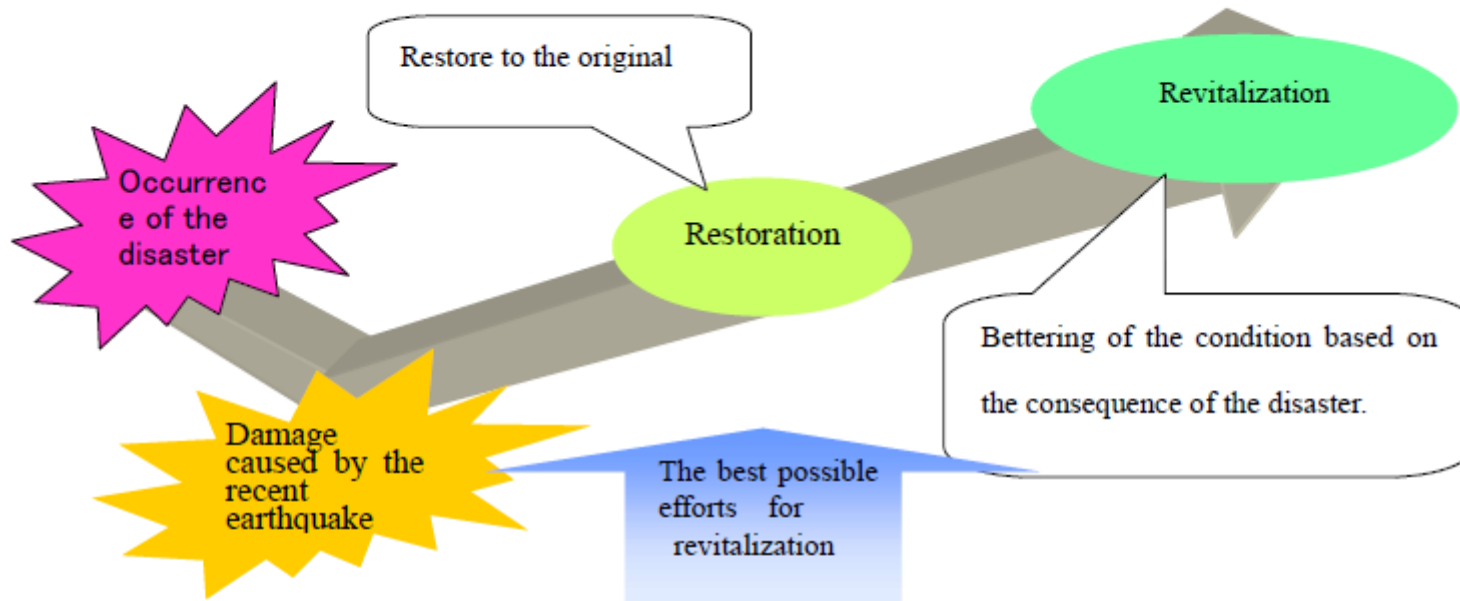 Restore to the original
Revitalization
Occurrenc
e of the
disaster
Restoration
Bettering of the condition based on
the consequence of the disaster.
Damage
caused by the
recent
earthquake
The best possible
efforts for
revitalization